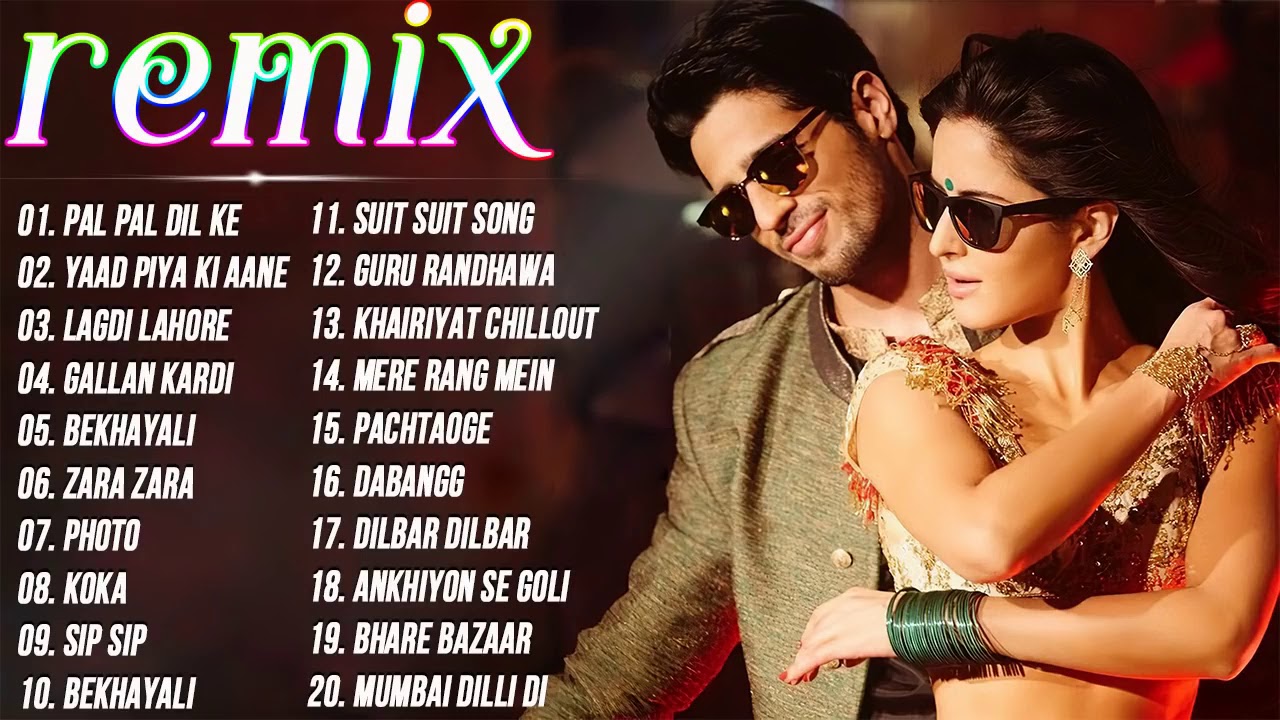 remix
01. PAL PAL DIL KE
02. YAAD PIYA KI AANE
03. LAGDI LAHORE
04. GALLAN KARDI
05. BEKHAYALI
06. ZARA ZARA
07. PHOTO
08. KOKA
09. SIP SIP
10. BEKHAYALI
11. SUIT SUIT SONG
12. GURU RANDHAWA
13. KHAIRIYAT CHILLOUT
14. MERE RANG MEIN
15. PACHTAOGE
16. DABANGG
17. DILBAR DILBAR
18. ANKHIYON SE GOLI
19. BHARE BAZAAR
20. MUMBAI DILLI DI